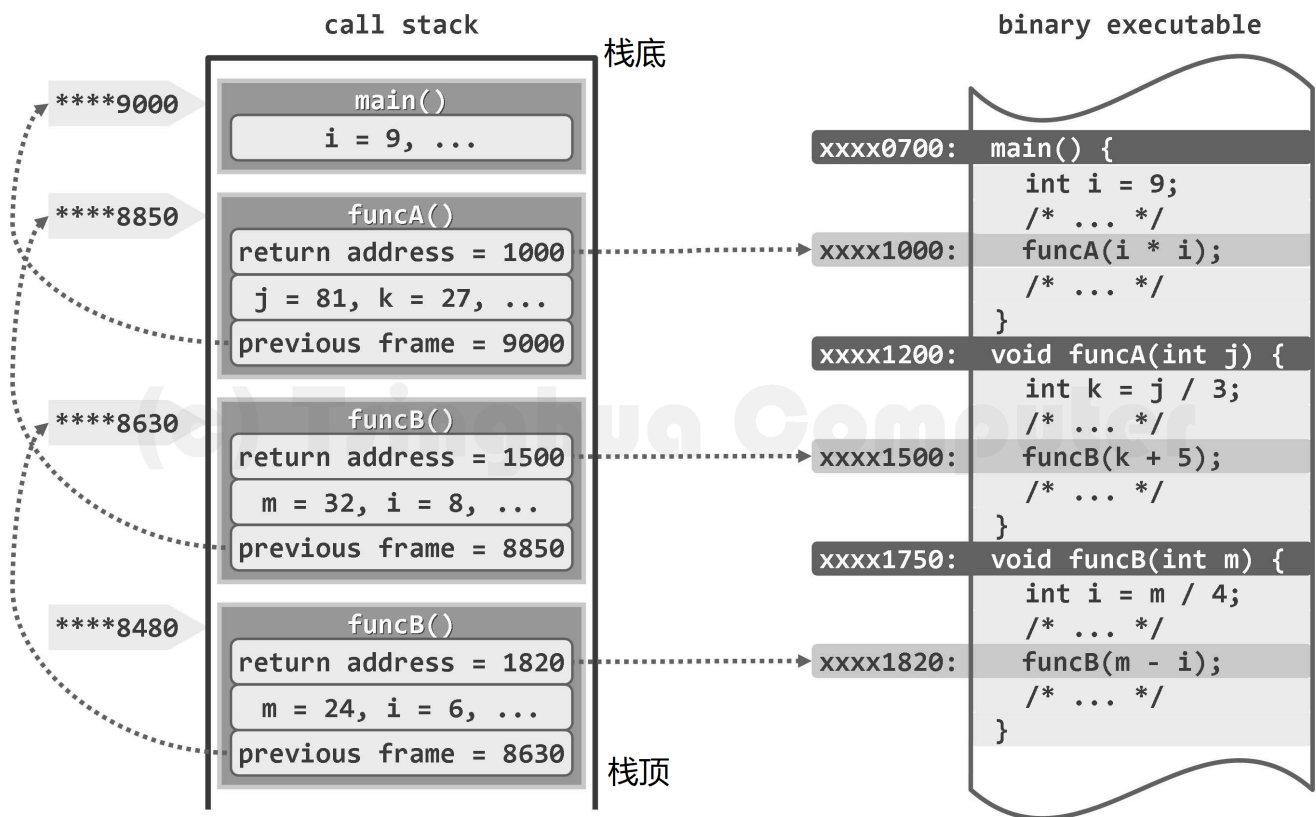 call stack
栈底
****9000
main()
i = 9, ...
****8850
funcA()
return address = 1000
j = 81, k = 27, ...
previous frame = 9000
****8630
funcB()
return address = 1500
m = 32, i = 8, ...
previous frame = 8850
****8480
funcB()
return address = 1820
m = 24, i = 6, ...
previous frame = 8630
栈顶
binary executable
xxxx0700: main() {
int i = 9;
/* ... */
xxxx1000: funcA(i * i);
/* ... */
}
xxxx1200: void funcA(int j) {
int k = j / 3;
/* ... */
xxxx1500: funcB(k + 5);
/* ... */
}
xxxx1750: void funcB(int m) {
int i = m / 4;
/* ... */
xxxx1820: funcB(m - i);
/* ... */
}
(c) Tsinghua Computer